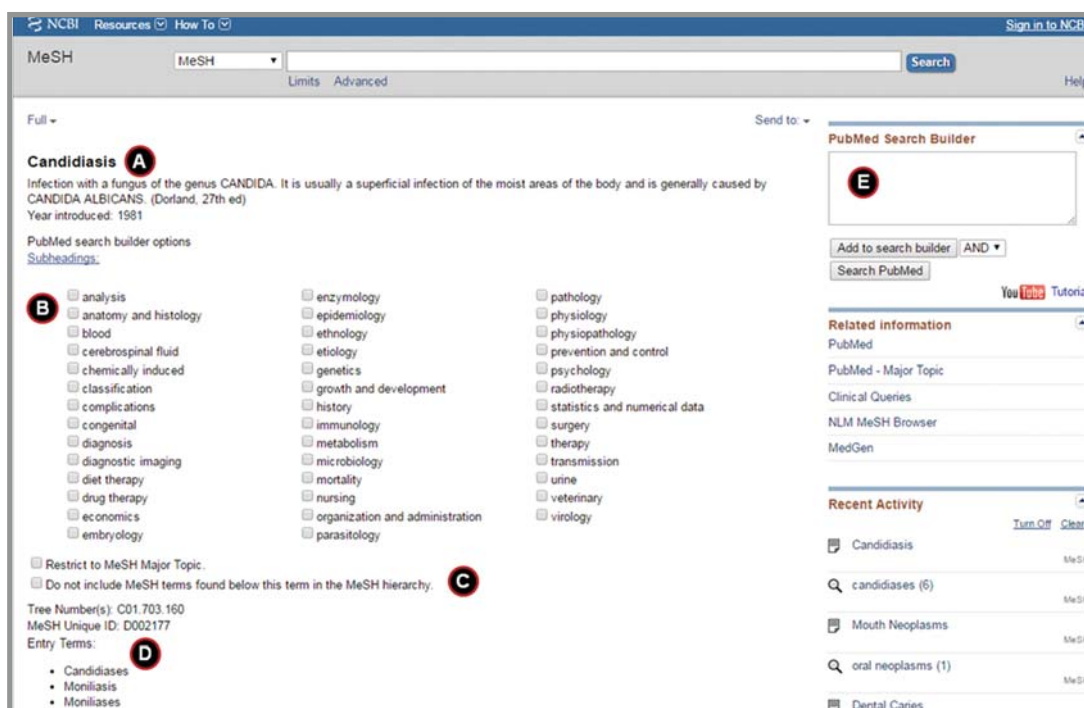 NCBI Resources How To Sign in to NCB
MeSH MeSH Search
Limits Advanced Help
Full Send to:
Candidiasis A
Infection with a fungus of the genus CANDIDA. It is usually a superficial infection of the moist areas of the body and is generally caused by
CANDIDA ALBICANS. (Dorland, 27th ed)
Year introduced: 1981
PubMed search builder options
Subheadings:
B
analysis enzymology pathology
anatomy and histology epidemiology physiology
blood ethnology physiopathology
cerebrospinal fluid etiology prevention and control
chemically induced genetics psychology
classification growth and development radiotherapy
complications history statistics and numerical data
congenital immunology surgery
diagnosis metabolism therapy
diagnostic imaging microbiology transmission
diet therapy mortality urine
drug therapy nursing veterinary
economics organization and administration virology
embryology parasitology
Restrict to MeSH Major Topic.
Do not include MeSH terms found below this term in the MeSH hierarchy. C
Tree Number(s): C01.703.160
MeSH Unique ID: D002177
Entry Terms: D
Candidiases
Moniliasis
Moniliases
PubMed Search Builder
E
Add to search builder AND
Search PubMed
YouTube Tutoria
Related information
PubMed
PubMed - Major Topic
Clinical Queries
NLM MeSH Browser
MedGen
Recent Activity
Turn Off Clear
Candidiasis
MeS
candidiases (6)
MeS
Mouth Neoplasms
MeS
oral neoplasms (1)
MeS
Dental Caries